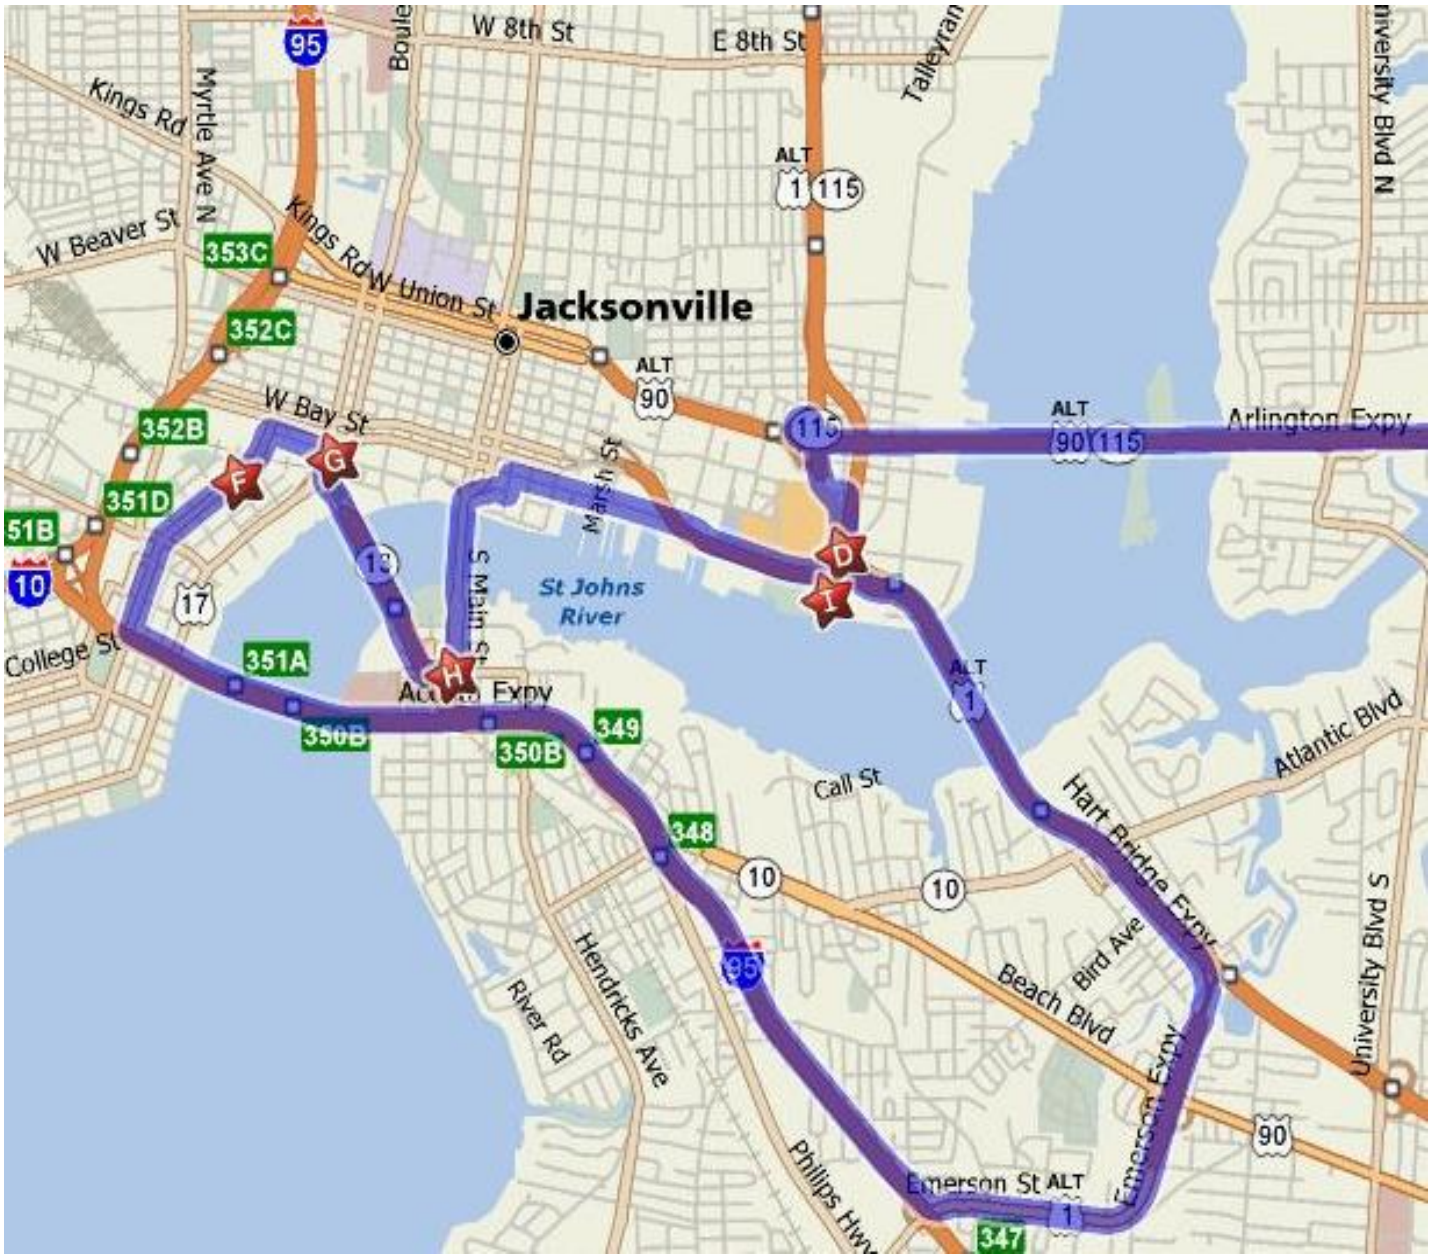 W 8th St
E 8th St
95
Boule
Talleyran
niversity Blvd N
Kings Rd
Myrtle Ave N
ALT
1
115
W Beaver St
353C
Kings Rd
W Union St
Jacksonville
352C
ALT
90
W Bay St
352B
115
ALT
90
115
Arlington Expy
F
G
351D
Marsh St
51B
10
17
13
S Main St
St Johns
River
D
I
College St
351A
H
Expy
ALT
1
350B
350B
349
Call St
Atlantic Blvd
Hart Bridge Expy
348
10
10
95
Hendricks Ave
River Rd
Bird Ave
Beach Blvd
University Blvd S
Emerson Expy
90
Philips Hwy
Emerson St
ALT
1
347